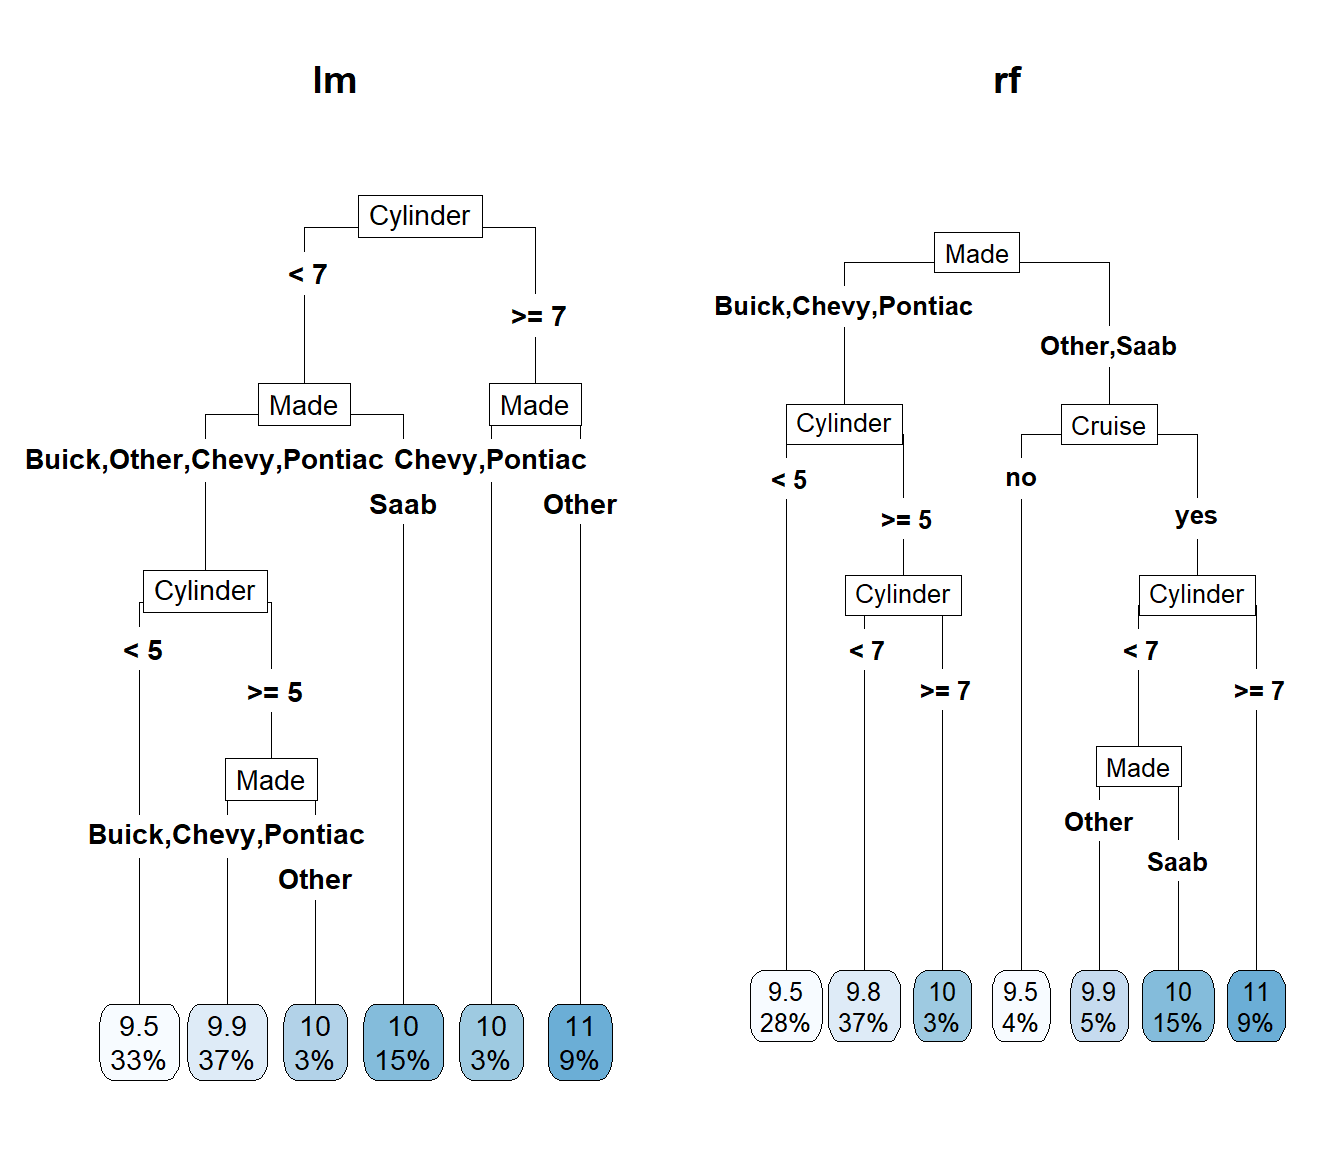 lm
Cylinder
< 7
>= 7
Made
Made
Buick,Other,Chevy,Pontiac
Chevy,Pontiac
Saab
Other
Cylinder
< 5
>= 5
Made
Buick,Chevy,Pontiac
Other
9.5
33%
9.9
37%
10
3%
10
15%
10
3%
11
9%
rf
Made
Buick,Chevy,Pontiac
Other,Saab
Cylinder
Cruise
< 5
>= 5
no
yes
Cylinder
Cylinder
< 7
>= 7
< 7
>= 7
Made
Other
Saab
9.5
28%
9.8
37%
10
3%
9.5
4%
9.9
5%
10
15%
11
9%